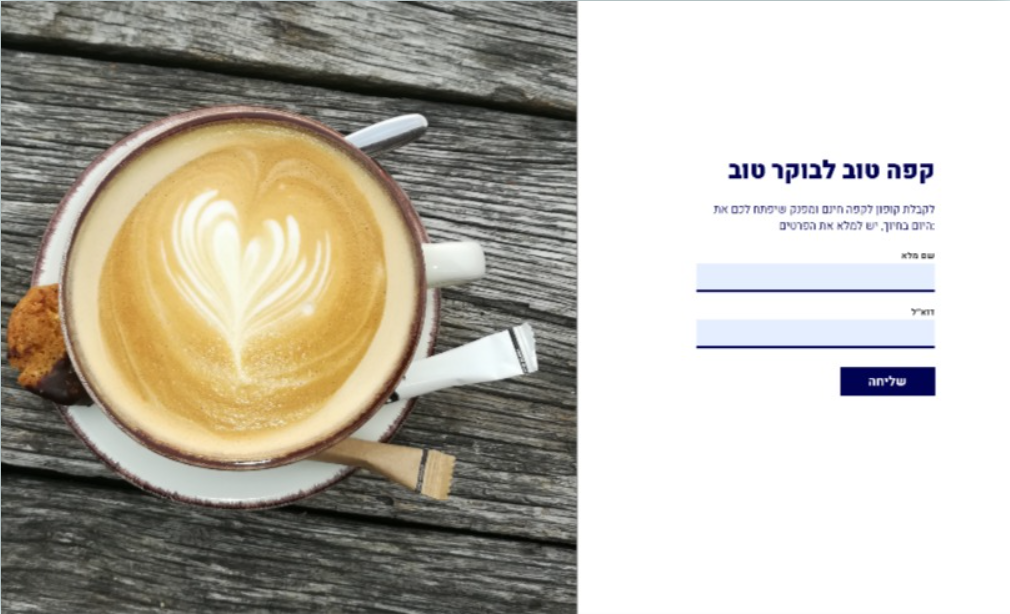 קפה טוב לבוקר טוב
לקבלת קופון לקפה חינם ומפנק שיפתח לכם את
היום בחיוך, יש למלא את הפרטים:
שם מלא
דוא"ל
שליחה